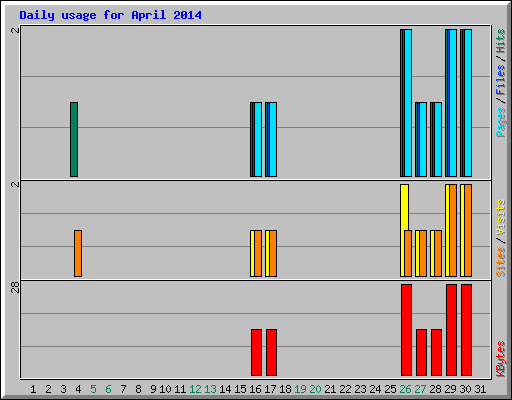 Daily usage for April 2014
2
2
28
Pages / Files / Hits
Sites / Visits
KBytes
1 2 3 4 5 6 7 8 9 10 11 12 13 14 15 16 17 18 19 20 21 22 23 24 25 26 27 28 29 30 31